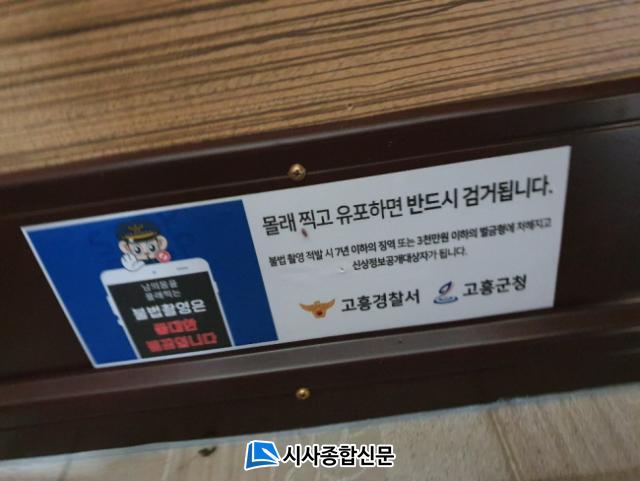 몰래 찍고 유포하면 반드시 검거됩니다.
불법 촬영 적발 시 7년 이하의 징역 또는 3천만원 이하의 벌금형에 처해지고
신상정보공개대상자가 됩니다.
고흥경찰서 고흥군청
남의몸을
몰래찍는
불법촬영은
중대한
범죄입니다
시사종합신문